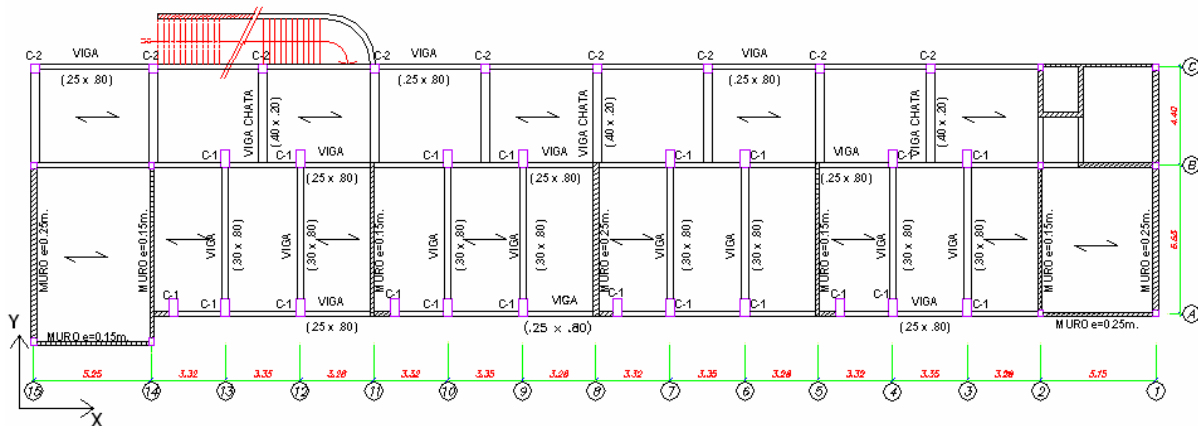 VIGA VIGA VIGA
C-2 C-2 C-2 C-2 C-2 C-2 C-2 C-2 C-2
(.25 x .80) (.25 x .80) (.25 x .80)
C
VIGA CHATA (.40 x .20)
VIGA CHATA (.40 x .20)
VIGA CHATA (.40 x .20)
4.40
C-1 C-1 VIGA C-1 C-1 VIGA C-1 C-1 VIGA C-1 C-1
B
(.25 x .80) (.25 x .80) (.25 x .80)
MURO e=0.25m.
MURO e=0.15m.
VIGA (.30 x .80)
VIGA (.30 x .80)
MURO e=0.15m.
VIGA (.30 x .80)
VIGA (.30 x .80)
MURO e=0.25m.
VIGA (.30 x .80)
VIGA (.30 x .80)
MURO e=0.15m.
VIGA (.30 x .80)
VIGA (.30 x .80)
MURO e=0.15m.
MURO e=0.25m.
C-1 C-1 C-1 VIGA C-1 C-1 VIGA C-1 C-1 C-1 C-1 VIGA C-1
A
(.25 x .80) (.25 x .80) (.25 x .80)
MURO e=0.15m.
MURO e=0.25m.
Y
5.25 3.32 3.35 3.28 3.32 3.35 3.28 3.32 3.35 3.28 3.32 3.35 3.28 5.15
15 14 13 12 11 10 9 8 7 6 5 4 3 2 1
X